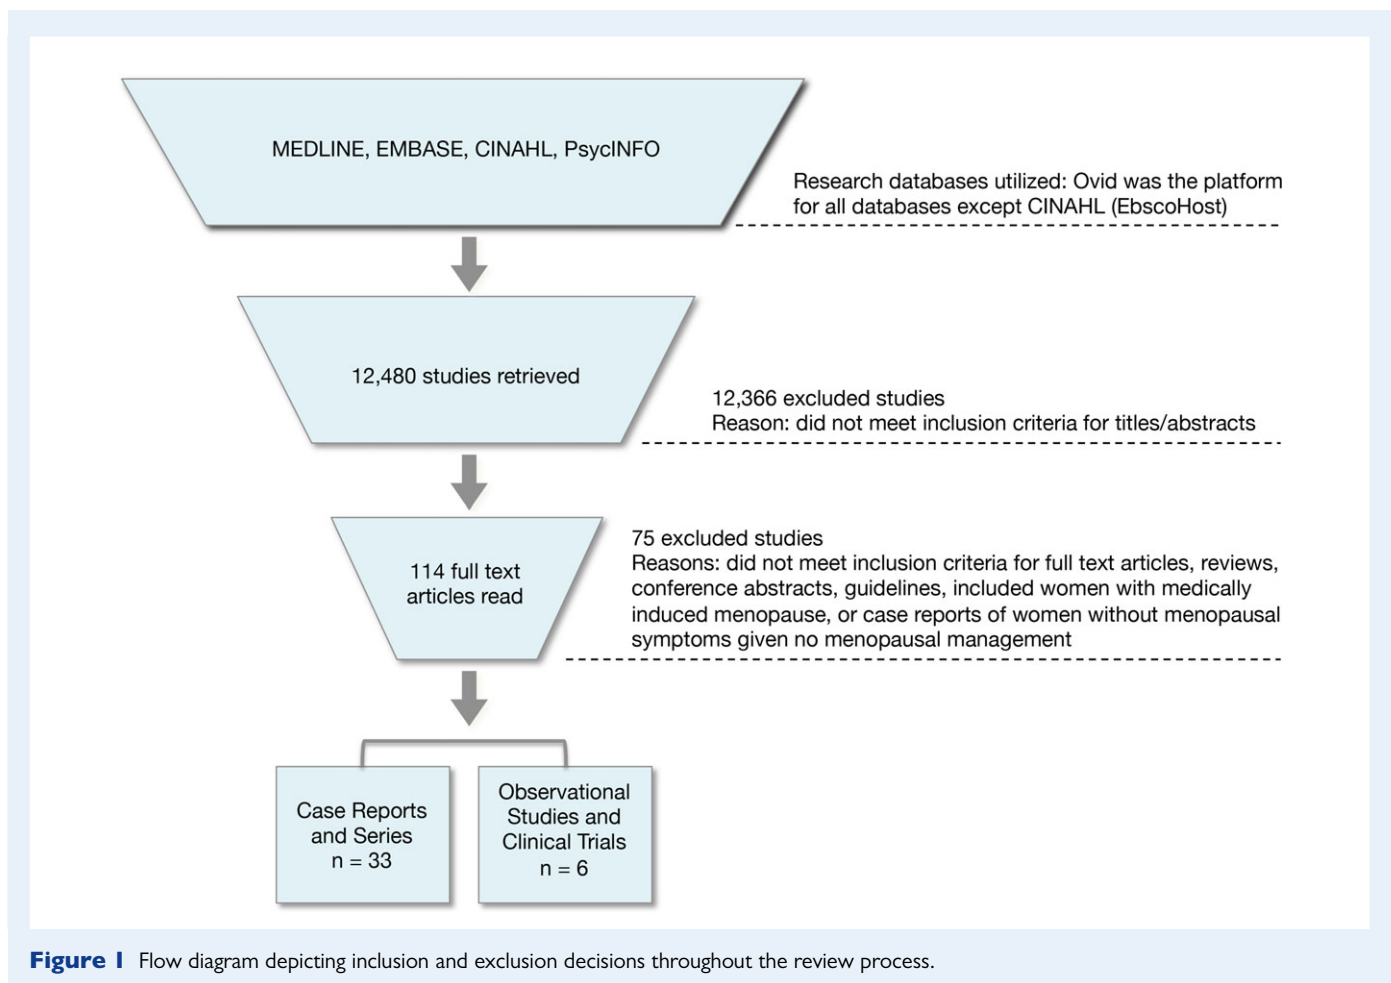 MEDLINE, EMBASE, CINAHL, PsycINFO
Research databases utilized: Ovid was the platform
for all databases except CINAHL (EbscoHost)
12,480 studies retrieved
12,366 excluded studies
Reason: did not meet inclusion criteria for titles/abstracts
114 full text
articles read
75 excluded studies
Reasons: did not meet inclusion criteria for full text articles, reviews,
conference abstracts, guidelines, included women with medically
induced menopause, or case reports of women without menopausal
symptoms given no menopausal management
Case Reports
and Series
n = 33
Observational
Studies and
Clinical Trials
n = 6
Figure 1 Flow diagram depicting inclusion and exclusion decisions throughout the review process.